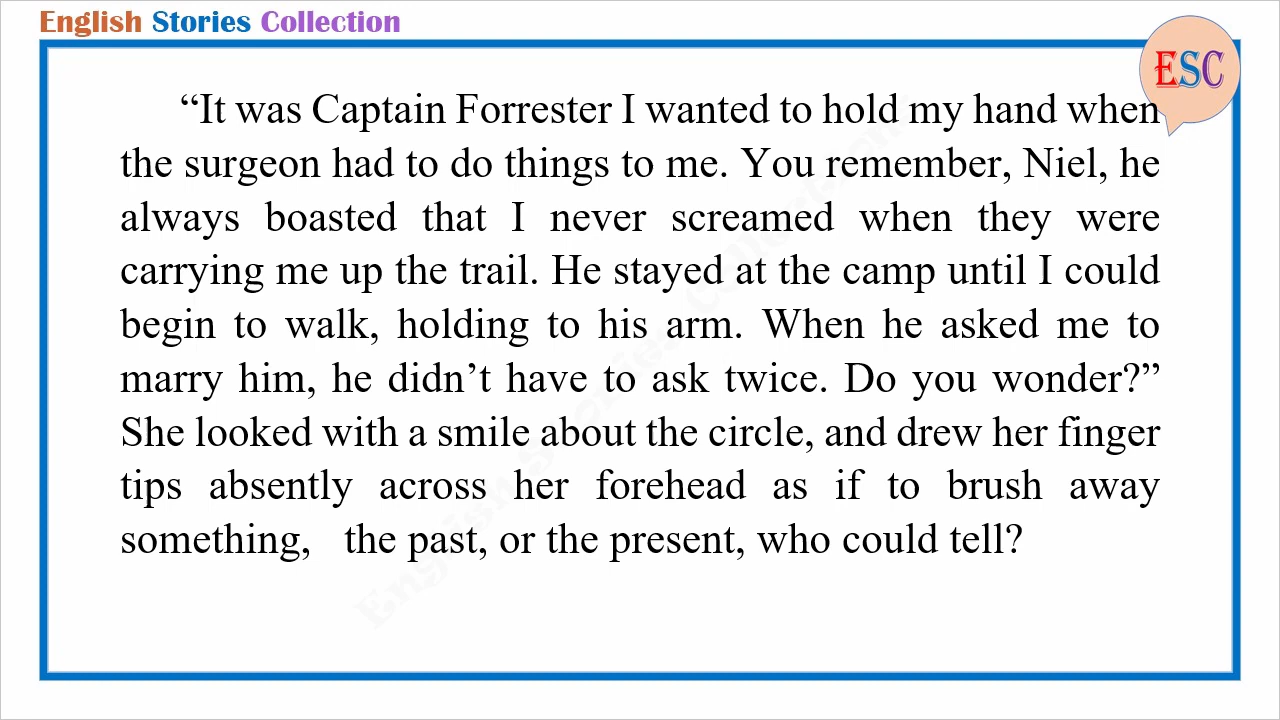 English Stories Collection
ESC
“It was Captain Forrester I wanted to hold my hand when
the surgeon had to do things to me. You remember, Niel, he
always boasted that I never screamed when they were
carrying me up the trail. He stayed at the camp until I could
begin to walk, holding to his arm. When he asked me to
marry him, he didn’t have to ask twice. Do you wonder?”
She looked with a smile about the circle, and drew her finger
tips absently across her forehead as if to brush away
something,   the past, or the present, who could tell?